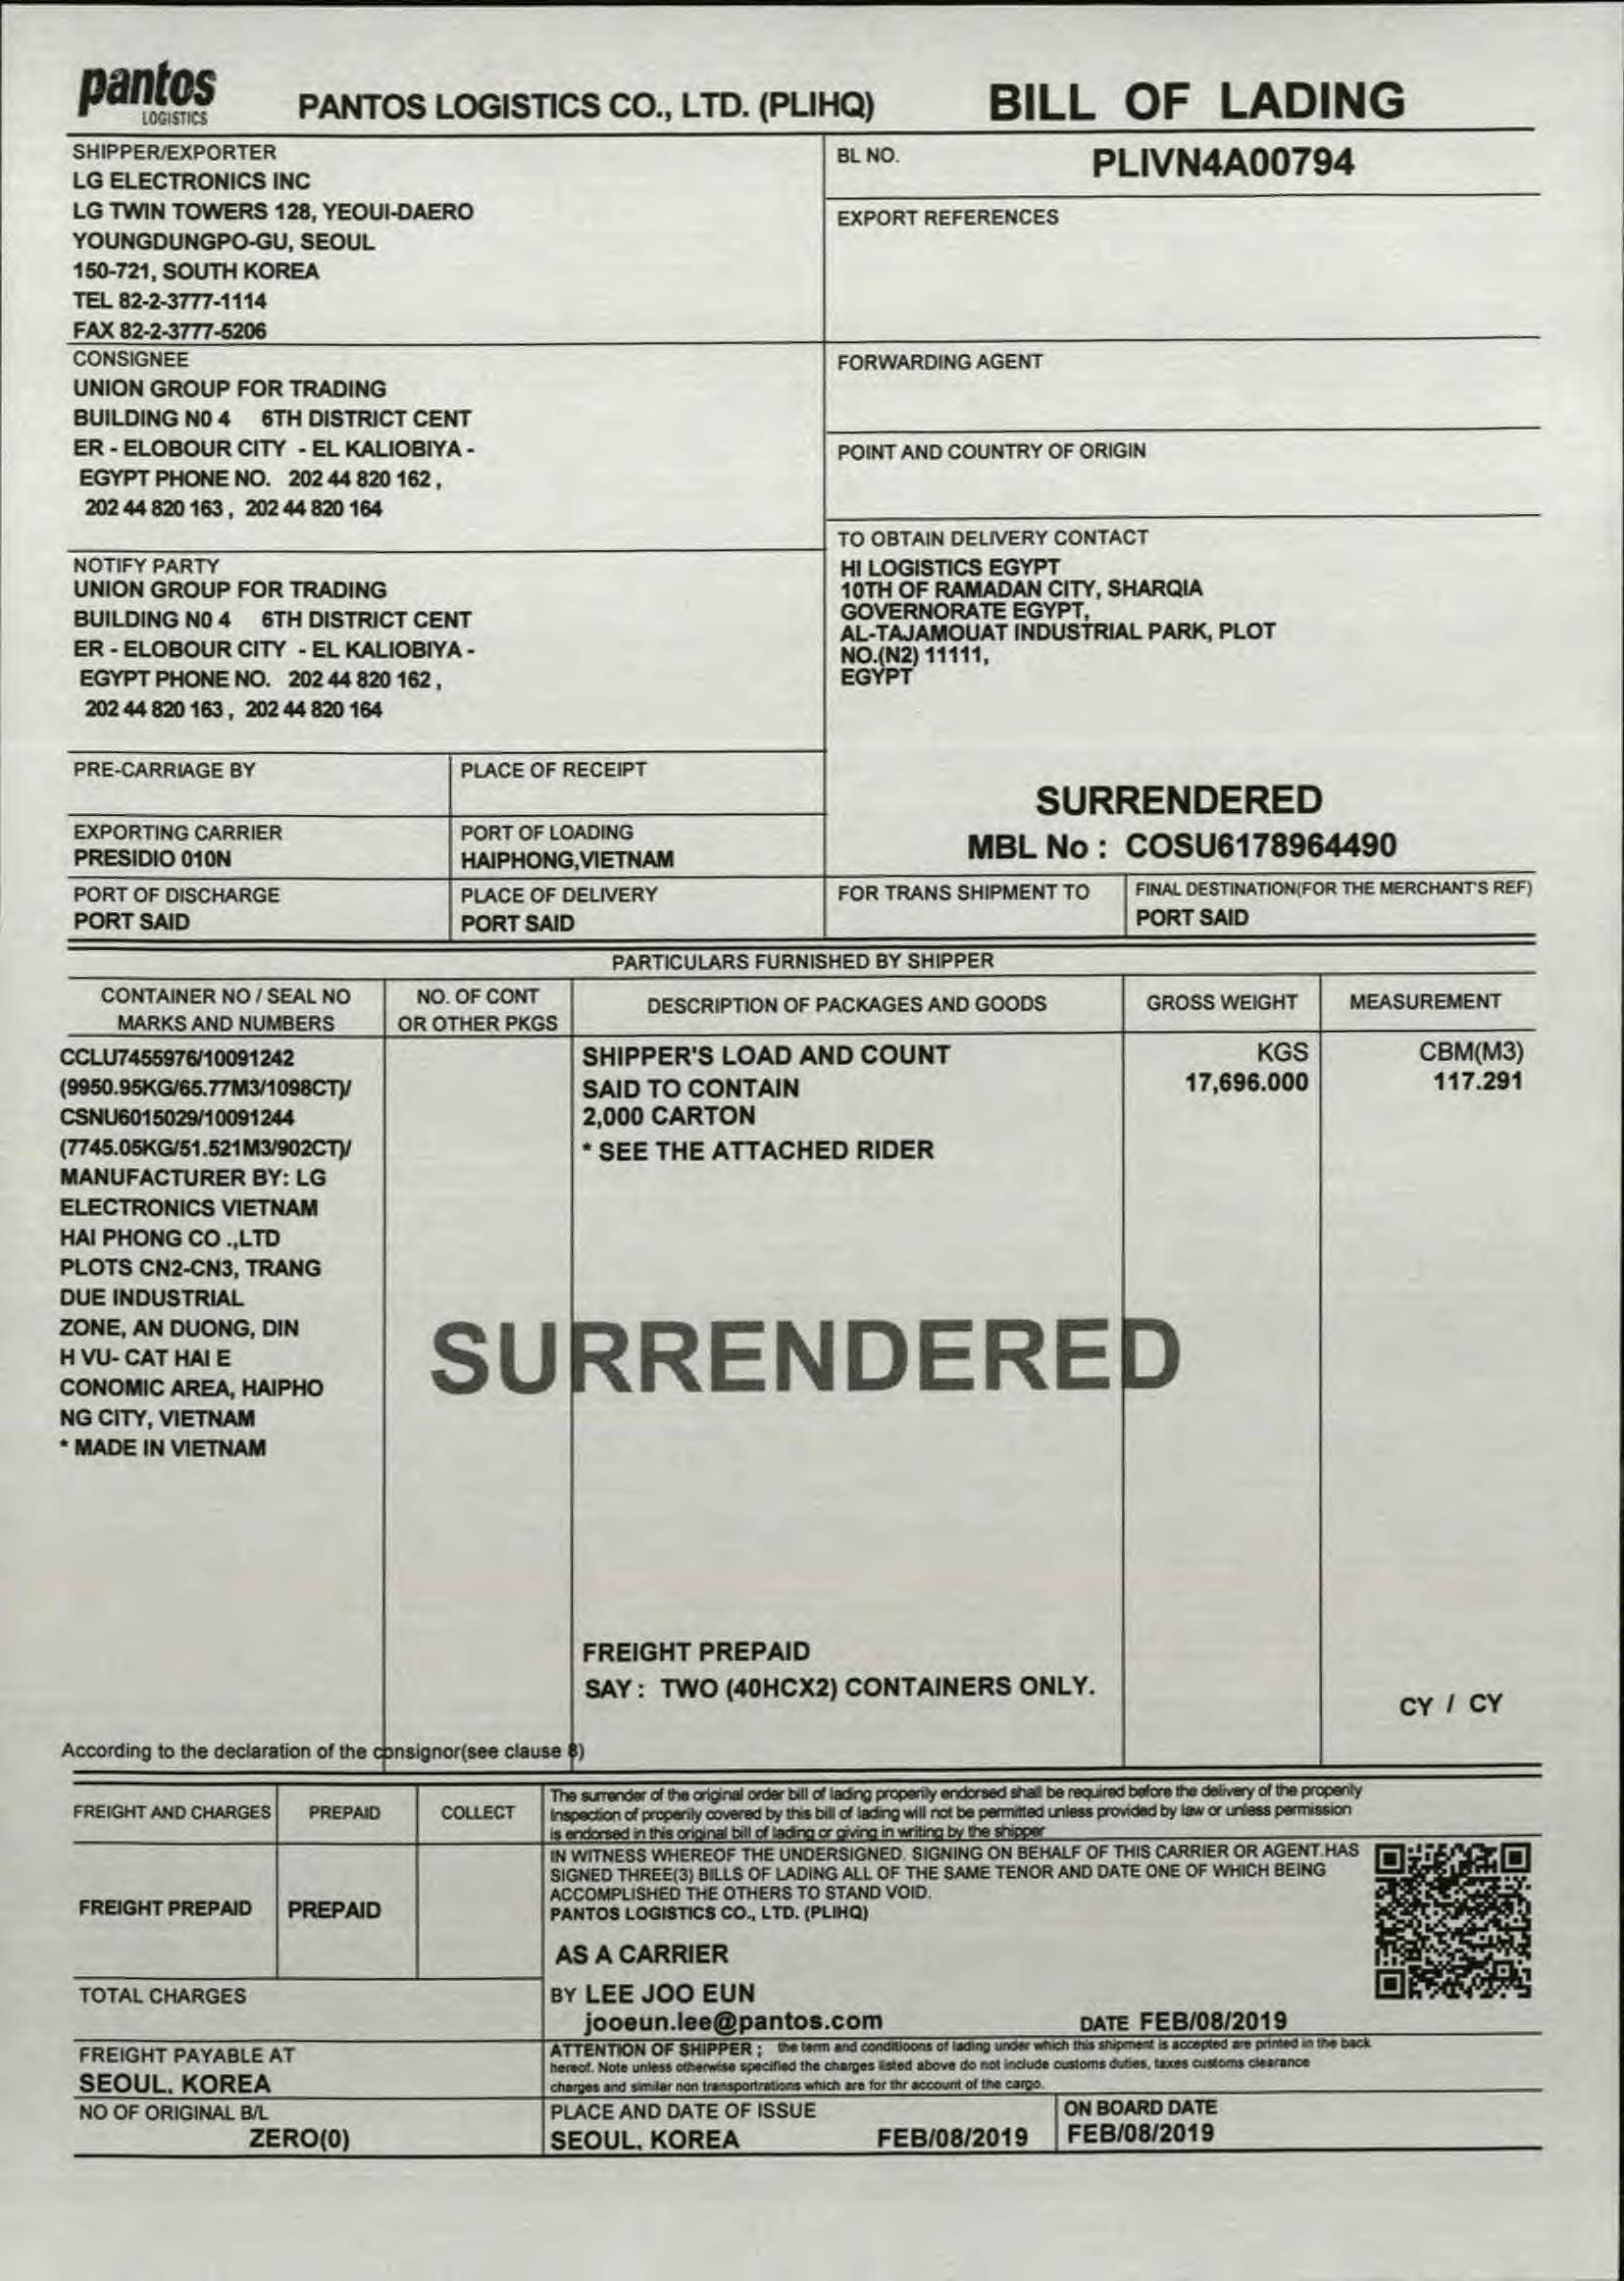 pantos
LOGISTICS
PANTOS LOGISTICS CO., LTD. (PLIHQ)
BILL OF LADING
SHIPPER/EXPORTER
LG ELECTRONICS INC
LG TWIN TOWERS 128, YEOUI-DAERO
YOUNGDUNGPO-GU, SEOUL
150-721, SOUTH KOREA
TEL 82-2-3777-1114
FAX 82-2-3777-5206
BL NO.
PLIVN4A00794
EXPORT REFERENCES
CONSIGNEE
UNION GROUP FOR TRADING
BUILDING N0 4 6TH DISTRICT CENT
ER - ELOBOUR CITY - EL KALIOBIYA -
EGYPT PHONE NO. 202 44 820 162 ,
202 44 820 163 , 202 44 820 164
FORWARDING AGENT
POINT AND COUNTRY OF ORIGIN
NOTIFY PARTY
UNION GROUP FOR TRADING
BUILDING N0 4 6TH DISTRICT CENT
ER - ELOBOUR CITY - EL KALIOBIYA -
EGYPT PHONE NO. 202 44 820 162 ,
202 44 820 163 , 202 44 820 164
TO OBTAIN DELIVERY CONTACT
HI LOGISTICS EGYPT
10TH OF RAMADAN CITY, SHARQIA
GOVERNORATE EGYPT,
AL-TAJAMOUAT INDUSTRIAL PARK, PLOT
NO.(N2) 11111,
EGYPT
PRE-CARRIAGE BY
PLACE OF RECEIPT
SURRENDERED
MBL No : COSU6178964490
EXPORTING CARRIER
PRESIDIO 010N
PORT OF LOADING
HAIPHONG,VIETNAM
PORT OF DISCHARGE
PORT SAID
PLACE OF DELIVERY
PORT SAID
FOR TRANS SHIPMENT TO
FINAL DESTINATION(FOR THE MERCHANT'S REF)
PORT SAID
PARTICULARS FURNISHED BY SHIPPER
CONTAINER NO / SEAL NO
MARKS AND NUMBERS
NO. OF CONT
OR OTHER PKGS
DESCRIPTION OF PACKAGES AND GOODS
GROSS WEIGHT
MEASUREMENT
CCLU7455976/10091242
(9950.95KG/65.77M3/1098CT)/
CSNU6015029/10091244
(7745.05KG/51.521M3/902CT)/
MANUFACTURER BY: LG
ELECTRONICS VIETNAM
HAI PHONG CO .,LTD
PLOTS CN2-CN3, TRANG
DUE INDUSTRIAL
ZONE, AN DUONG, DIN
H VU- CAT HAI E
CONOMIC AREA, HAIPHO
NG CITY, VIETNAM
* MADE IN VIETNAM
SHIPPER'S LOAD AND COUNT
SAID TO CONTAIN
2,000 CARTON
* SEE THE ATTACHED RIDER
KGS
17,696.000
CBM(M3)
117.291
SURRENDERED
FREIGHT PREPAID
SAY : TWO (40HCX2) CONTAINERS ONLY.
CY / CY
According to the declaration of the consignor(see clause 8)
FREIGHT AND CHARGES
PREPAID
COLLECT
The surrender of the original order bill of lading properily endorsed shall be required before the delivery of the properily
Inspection of properily covered by this bill of lading will not be permitted unless provided by law or unless permission
is endorsed in this original bill of lading or giving in writing by the shipper
FREIGHT PREPAID
PREPAID
IN WITNESS WHEREOF THE UNDERSIGNED. SIGNING ON BEHALF OF THIS CARRIER OR AGENT.HAS
SIGNED THREE(3) BILLS OF LADING ALL OF THE SAME TENOR AND DATE ONE OF WHICH BEING
ACCOMPLISHED THE OTHERS TO STAND VOID.
PANTOS LOGISTICS CO., LTD. (PLIHQ)
AS A CARRIER
BY LEE JOO EUN
jooeun.lee@pantos.com
DATE FEB/08/2019
TOTAL CHARGES
FREIGHT PAYABLE AT
SEOUL, KOREA
ATTENTION OF SHIPPER ; the term and conditioons of lading under which this shipment is accepted are printed in the back
hereof. Note unless otherwise specified the charges listed above do not include customs duties, taxes customs clearance
charges and similar non transportrations which are for thr account of the cargo.
NO OF ORIGINAL B/L
ZERO(0)
PLACE AND DATE OF ISSUE
SEOUL, KOREA FEB/08/2019
ON BOARD DATE
FEB/08/2019